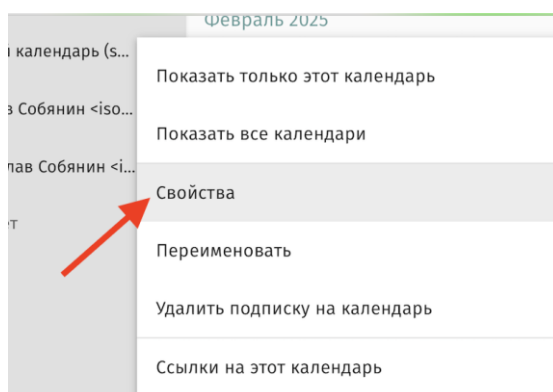 Февраль 2025
календарь (s...
Показать только этот календарь
Собянин <iso...
Показать все календари
лав Собянин <i...
Свойства
Переименовать
Удалить подписку на календарь
Ссылки на этот календарь